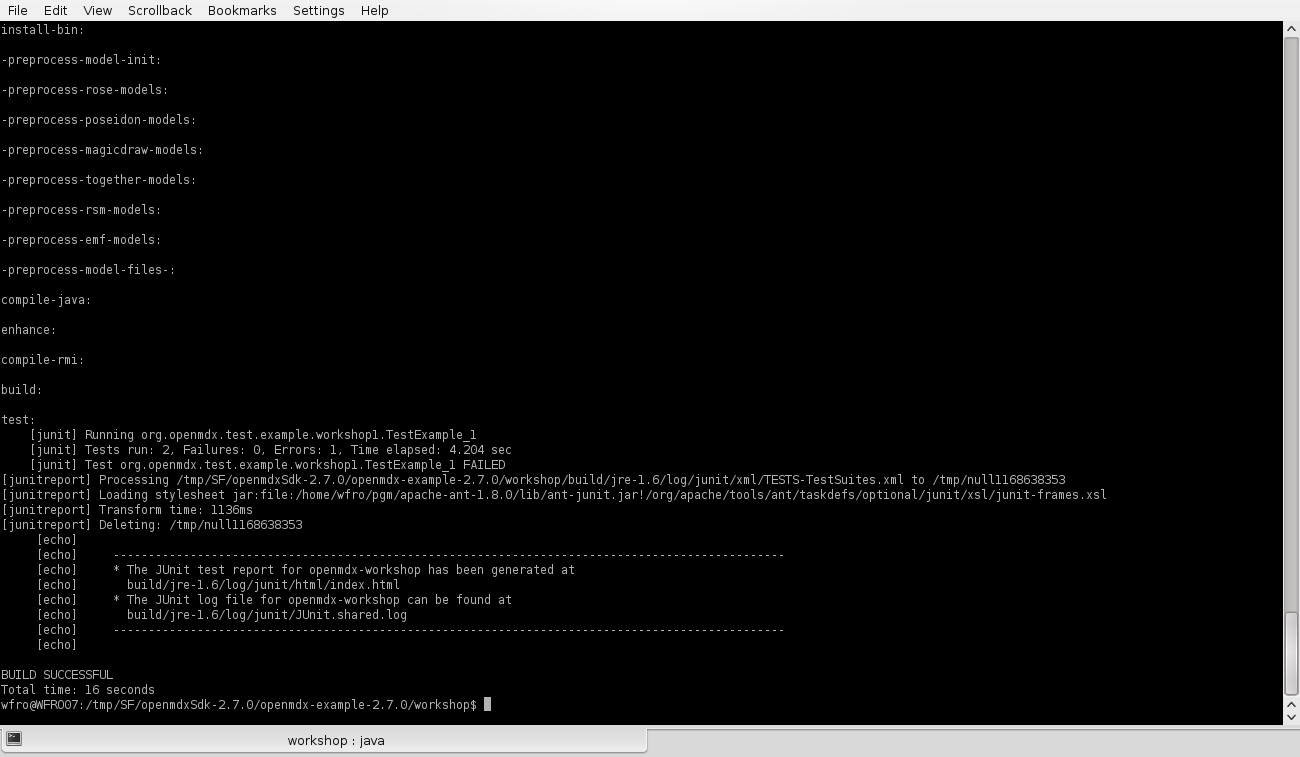 File Edit View Scrollback Bookmarks Settings Help
install-bin:
-preprocess-model-init:
-preprocess-rose-models:
-preprocess-poseidon-models:
-preprocess-magicdraw-models:
-preprocess-together-models:
-preprocess-rsm-models:
-preprocess-emf-models:
-preprocess-model-files-:
compile-java:
enhance:
compile-rmi:
build:
test:
[junit] Running org.openmdx.test.example.workshop1.TestExample_1
[junit] Tests run: 2, Failures: 0, Errors: 1, Time elapsed: 4.204 sec
[junit] Test org.openmdx.test.example.workshop1.TestExample_1 FAILED
[junitreport] Processing /tmp/SF/openmdxSdk-2.7.0/openmdx-example-2.7.0/workshop/build/jre-1.6/log/junit/xml/TESTS-TestSuites.xml to /tmp/null1168638353
[junitreport] Loading stylesheet jar:file:/home/wfro/pgm/apache-ant-1.8.0/lib/ant-junit.jar!/org/apache/tools/ant/taskdefs/optional/junit/xsl/junit-frames.xsl
[junitreport] Transform time: 1136ms
[junitreport] Deleting: /tmp/null1168638353
[echo]
[echo] ------------------------------------------------------------------------------------------------
[echo] * The JUnit test report for openmdx-workshop has been generated at
[echo] build/jre-1.6/log/junit/html/index.html
[echo] * The JUnit log file for openmdx-workshop can be found at
[echo] build/jre-1.6/log/junit/JUnit.shared.log
[echo] ------------------------------------------------------------------------------------------------
[echo]
BUILD SUCCESSFUL
Total time: 16 seconds
wfro@WFRO07:/tmp/SF/openmdxSdk-2.7.0/openmdx-example-2.7.0/workshop$
workshop : java